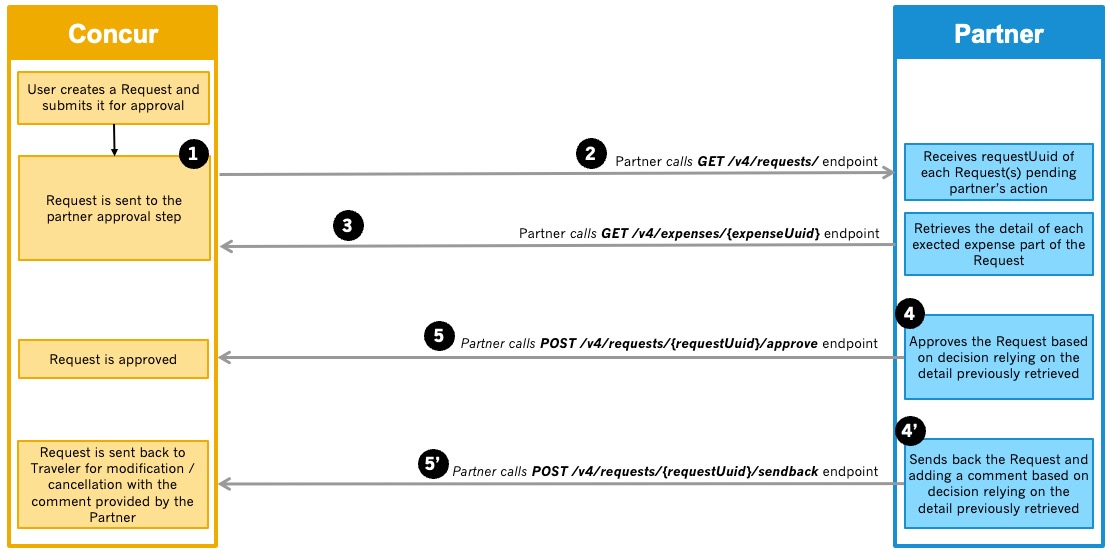 Concur
Partner
User creates a Request and
submits it for approval
1
Request is sent to the
partner approval step
2
Partner calls GET /v4/requests/ endpoint
Receives requestUuid of
each Request(s) pending
partner's action
3
Partner calls GET /v4/expenses/{expenseUuid} endpoint
Retrieves the detail of each
exected expense part of the
Request
4
5
Partner calls POST /v4/requests/{requestUuid}/approve endpoint
Request is approved
Approves the Request based
on decision relying on the
detail previously retrieved
4’
5’
Partner calls POST /v4/requests/{requestUuid}/sendback endpoint
Request is sent back to
Traveler for modification /
cancellation with the
comment provided by the
Partner
Sends back the Request and
adding a comment based on
decision relying on the
detail previously retrieved